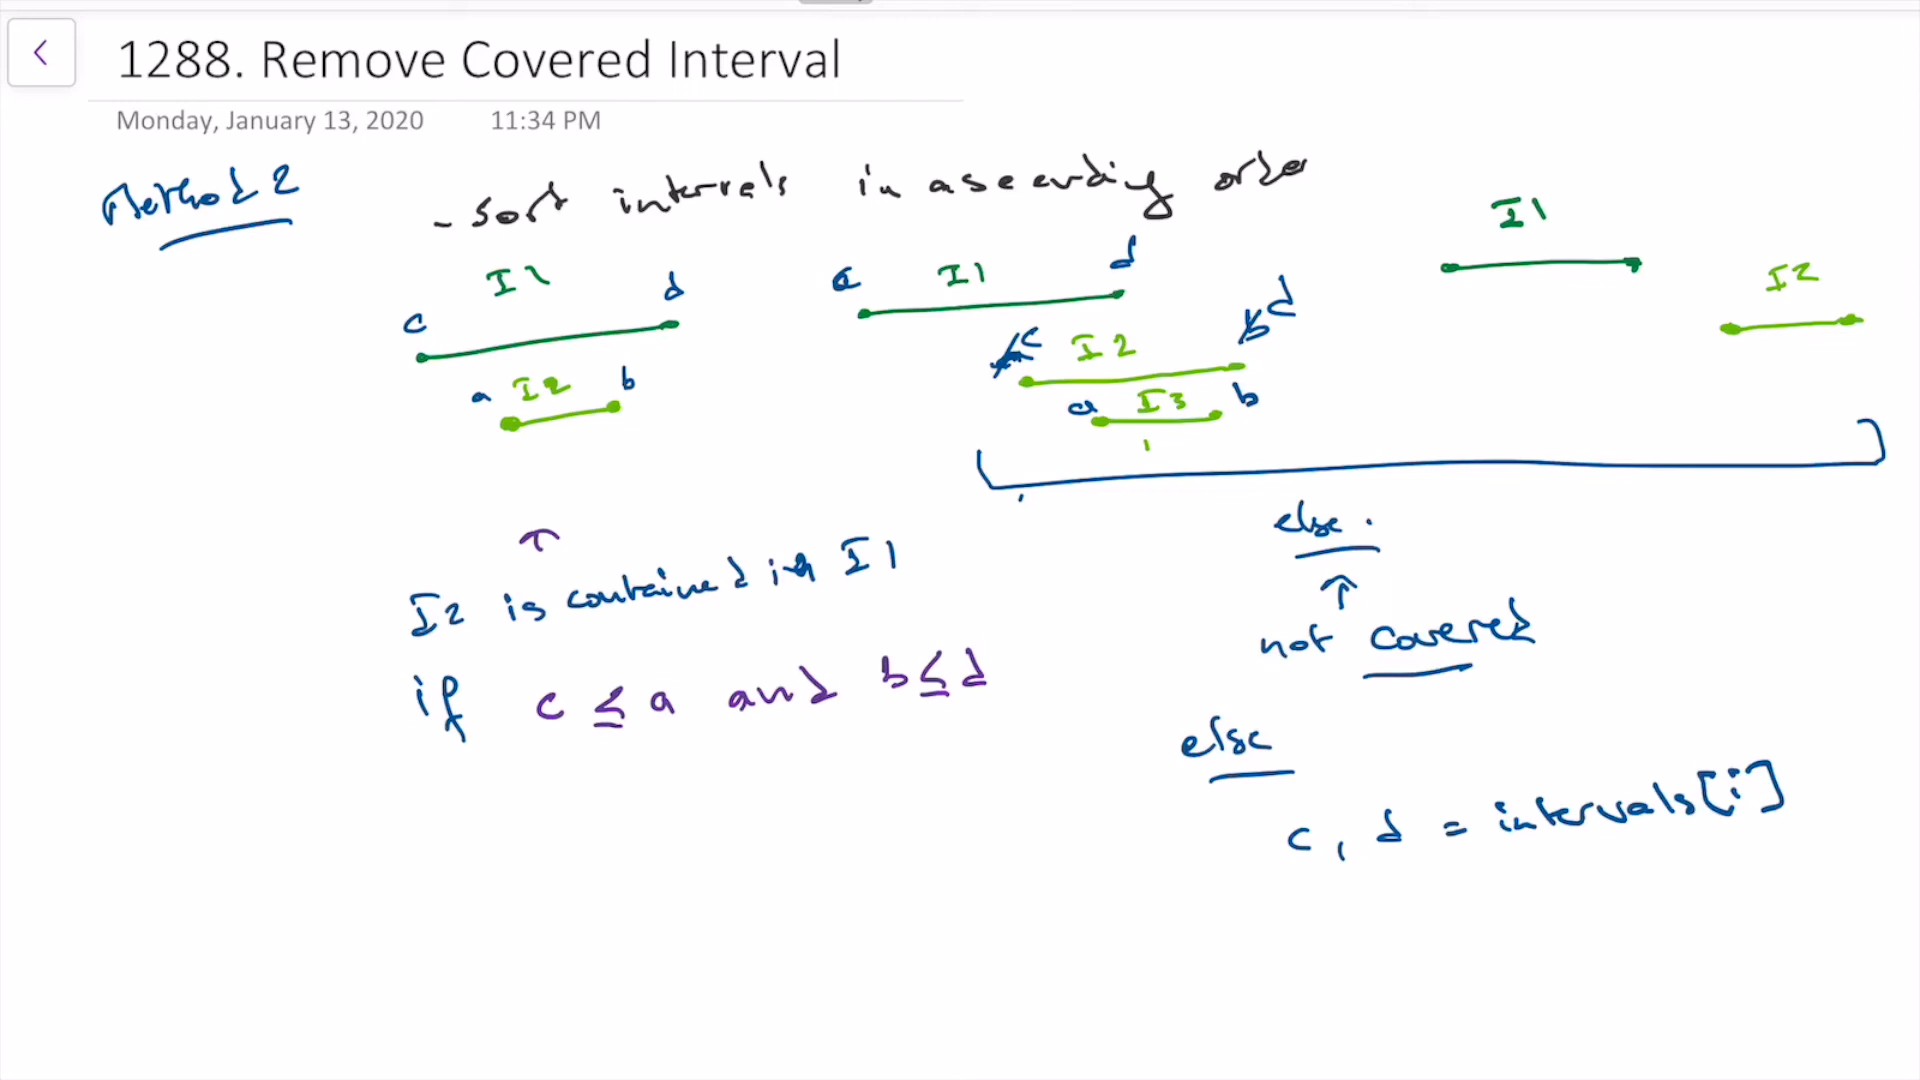 1288. Remove Covered Interval
Monday, January 13, 2020 11:34 PM
Method 2
- Sort intervals in ascending order
I1
c d
I2
a b
I1
c d
I2
c b d
I3
a b
I1
I2
else.
↑
not covered
↑
I2 is contained in I1
if c ≤ a and b ≤ d
else
c, d = intervals[i]